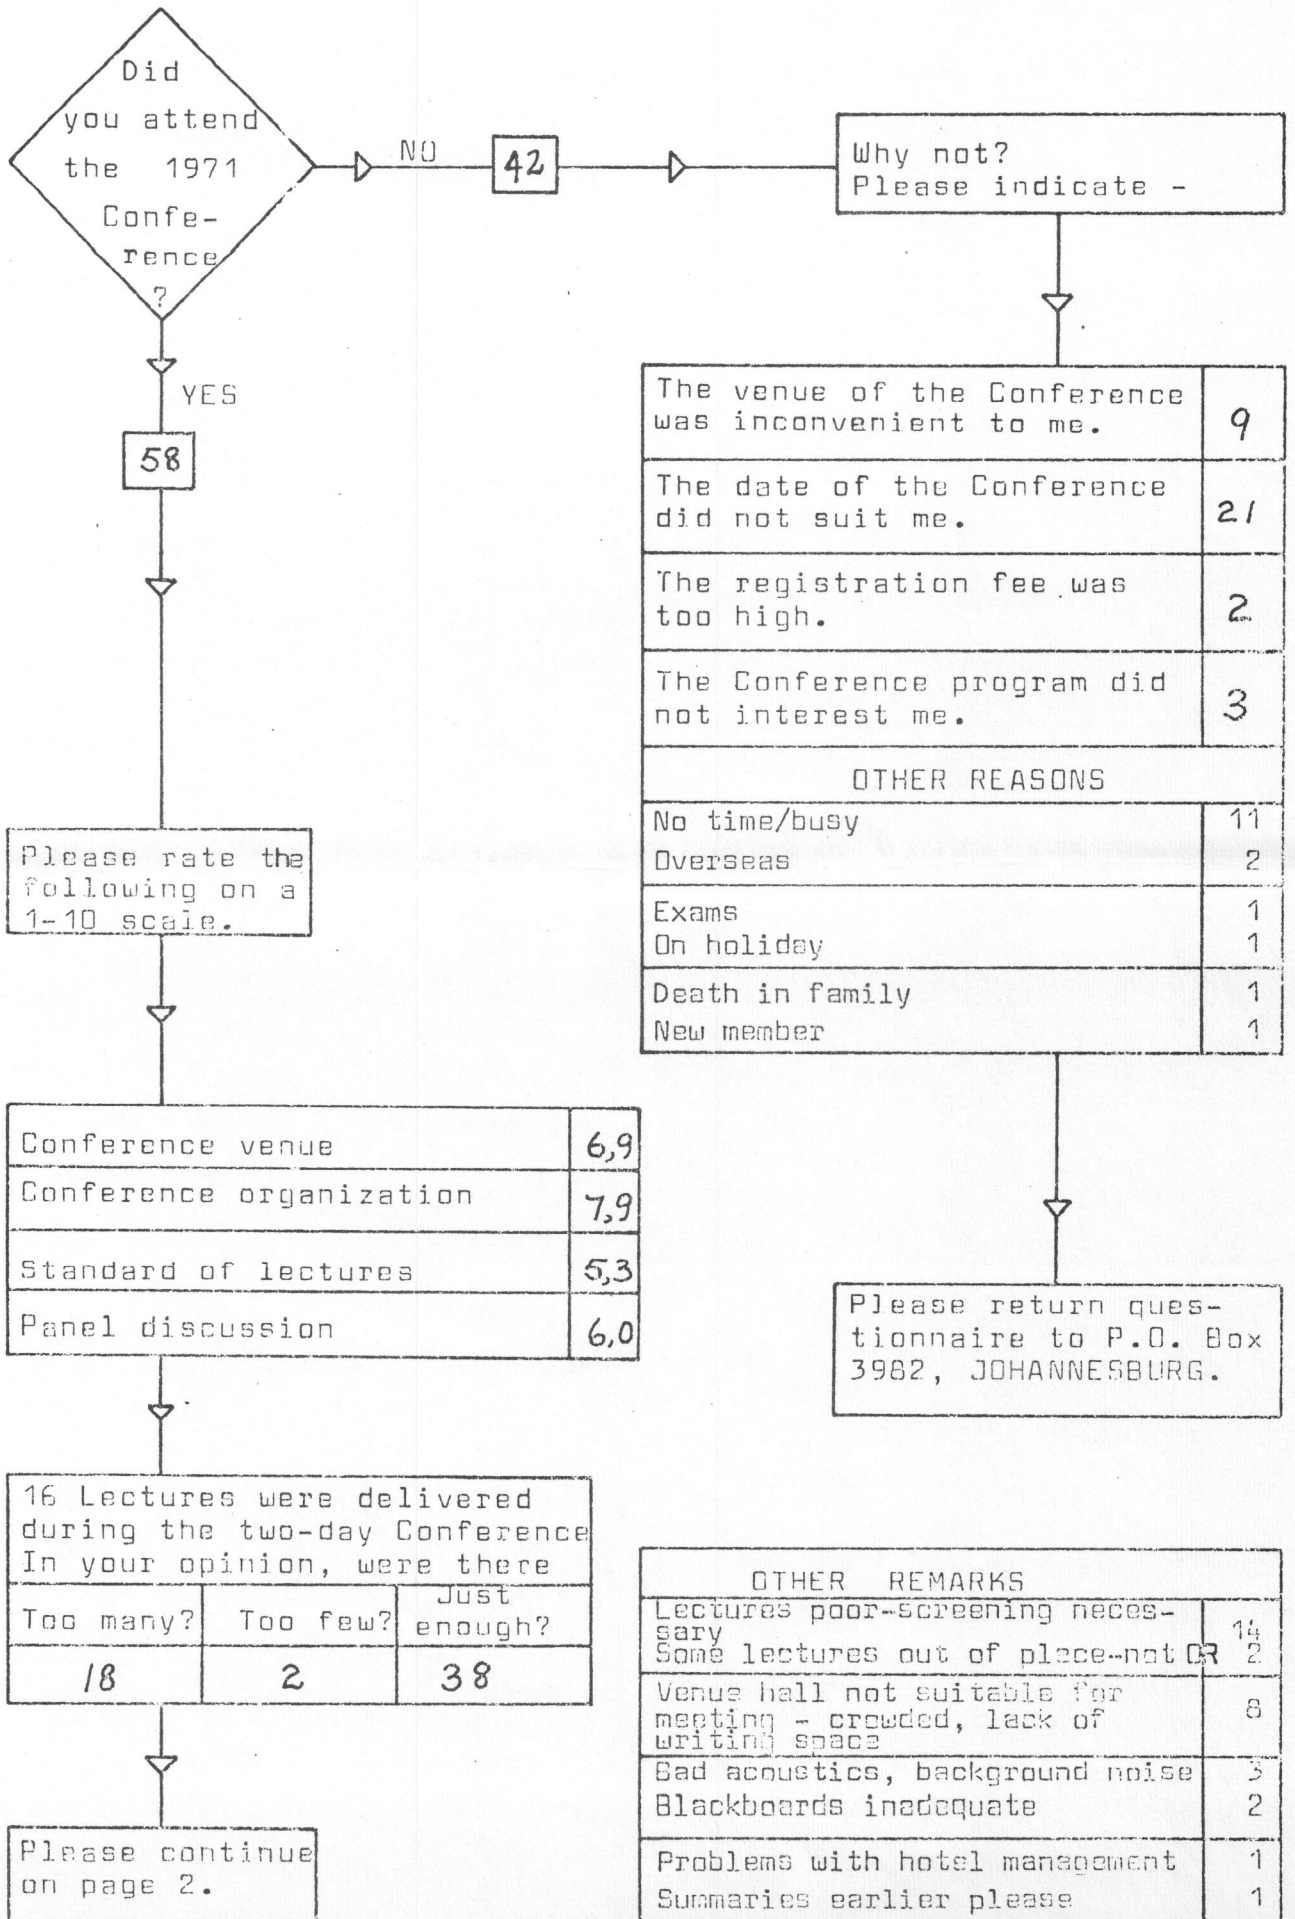 Did
you attend
the 1971
Confe-
rence
?
NO
42
Why not?
Please indicate -
The venue of the Conference
was inconvenient to me.
9
The date of the Conference
did not suit me.
21
The registration fee was
too high.
2
The Conference program did
not interest me.
3
OTHER REASONS
No time/busy 11
Overseas 2
Exams 1
On holiday 1
Death in family 1
New member 1
Please return ques-
tionnaire to P.O. Box
3982, JOHANNESBURG.
YES
58
Please rate the
following on a
1-10 scale.
Conference venue 6,9
Conference organization 7,9
Standard of lectures 5,3
Panel discussion 6,0
16 Lectures were delivered
during the two-day Conference
In your opinion, were there
Too many? Too few? Just enough?
18 2 38
Please continue
on page 2.
OTHER REMARKS
Lectures poor-screening neces-
sary 14
Some lectures out of place--not OR 2
Venue hall not suitable for
meeting - crowded, lack of
writing space
8
Bad acoustics, background noise 3
Blackboards inadequate 2
Problems with hotel management 1
Summaries earlier please 1